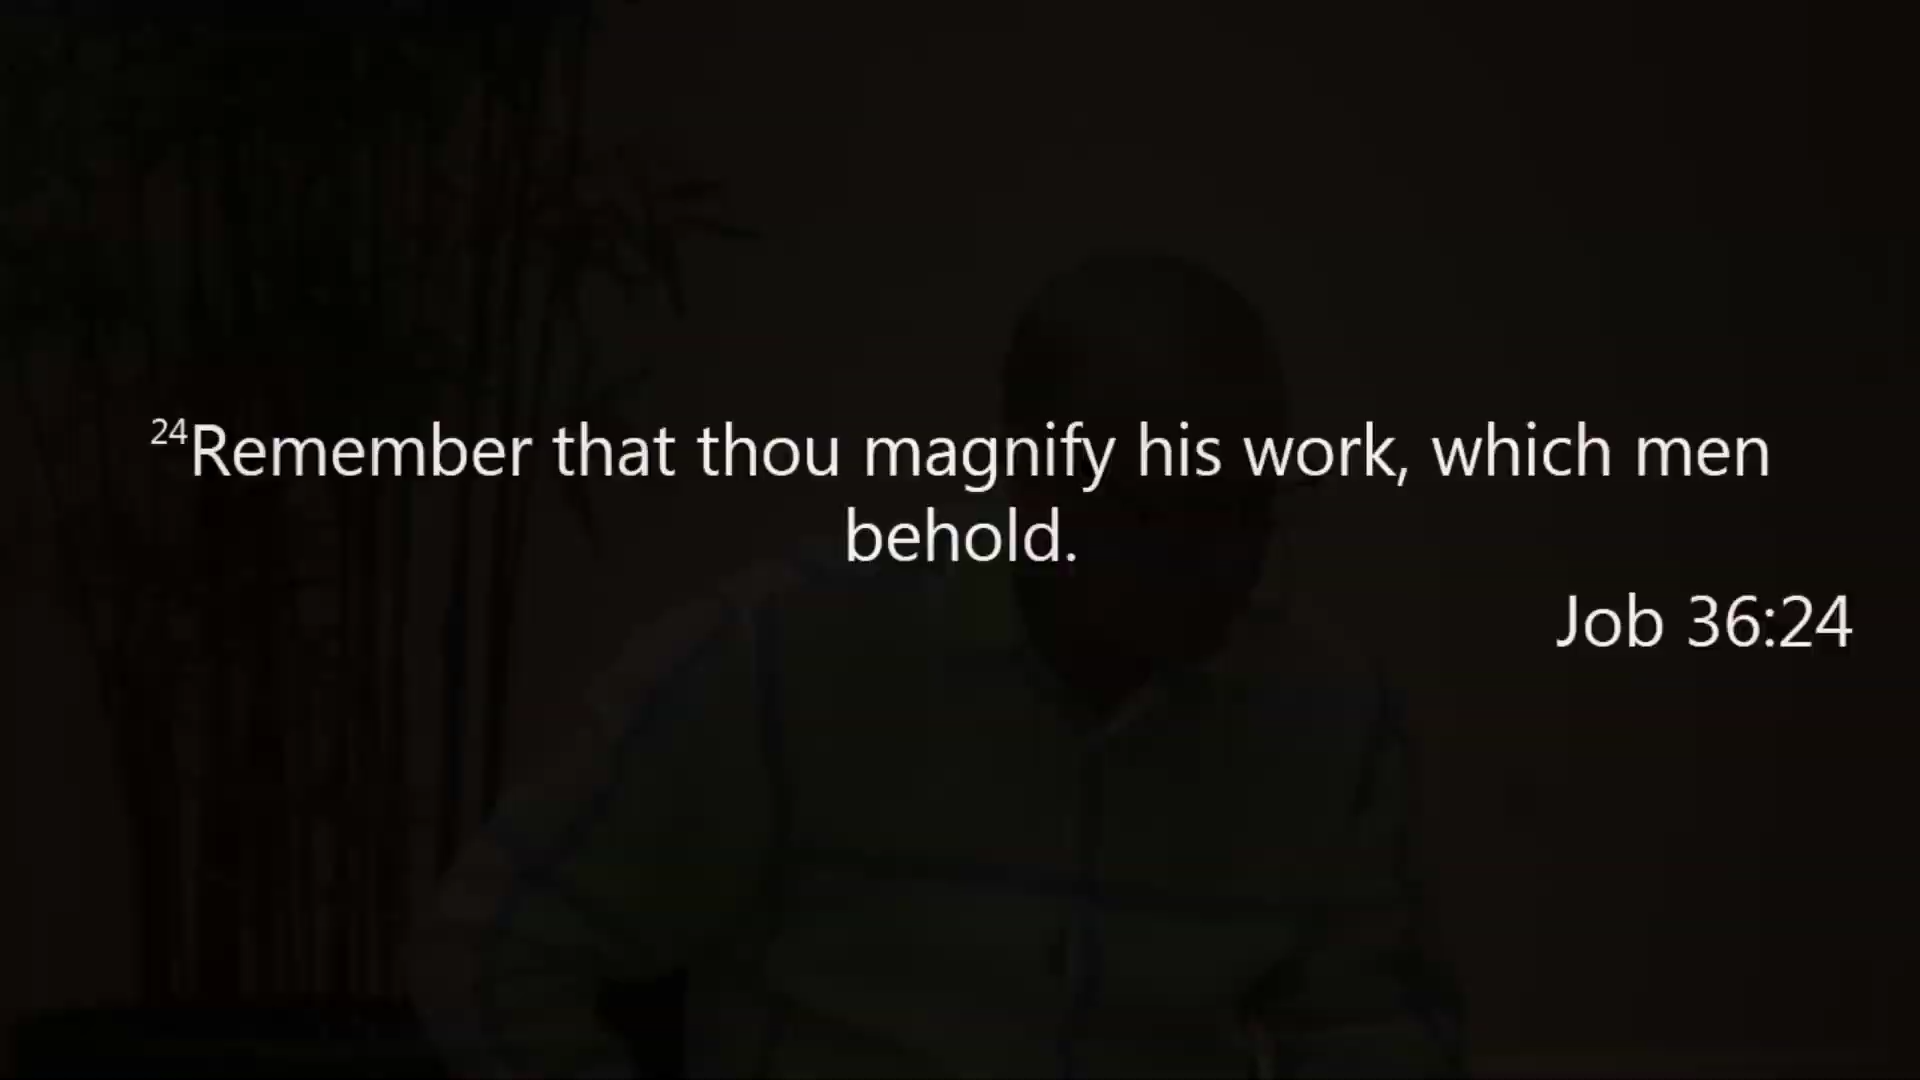 24Remember that thou magnify his work, which men
behold.
Job 36:24